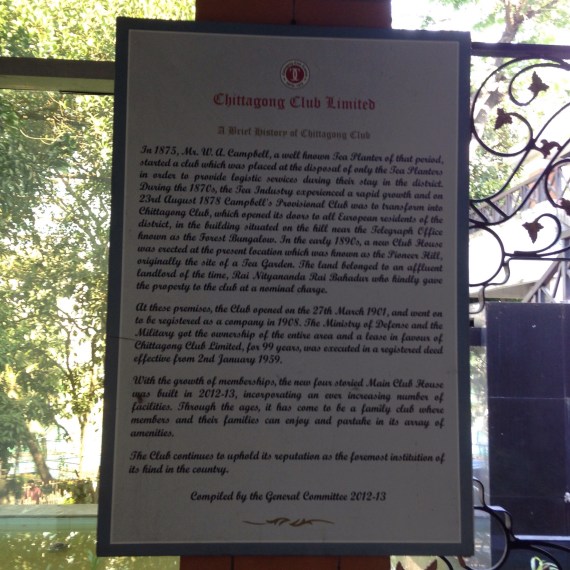 Chittagong Club Limited
A Brief History of Chittagong Club
In 1875, Mr. W. A. Campbell, a well known Tea Planter of that period,
started a club which was placed at the disposal of only the Tea Planters
in order to provide logistic services during their stay in the district.
During the 1870s, the Tea Industry experienced a rapid growth and on
23rd August 1878 Campbell's Provisional Club was to transform into
Chittagong Club, which opened its doors to all European residents of the
district, in the building situated on the hill near the Telegraph Office
known as the Forest Bungalow. In the early 1890s, a new Club House
was erected at the present location which was known as the Pioneer Hill,
originally the site of a Tea Garden. The land belonged to an affluent
landlord of the time, Rai Nityananda Rai Bahadur who kindly gave
the property to the club at a nominal charge.
At these premises, the Club opened on the 27th March 1901, and went on
to be registered as a company in 1908. The Ministry of Defense and the
Military got the ownership of the entire area and a lease in favour of
Chittagong Club Limited, for 99 years, was executed in a registered deed
effective from 2nd January 1959.
With the growth of memberships, the new four storied Main Club House
was built in 2012-13, incorporating an ever increasing number of
facilities. Through the ages, it has come to be a family club where
members and their families can enjoy and partake in its array of
amenities.
The Club continues to uphold its reputation as the foremost institution of
its kind in the country.
Compiled by the General Committee 2012-13